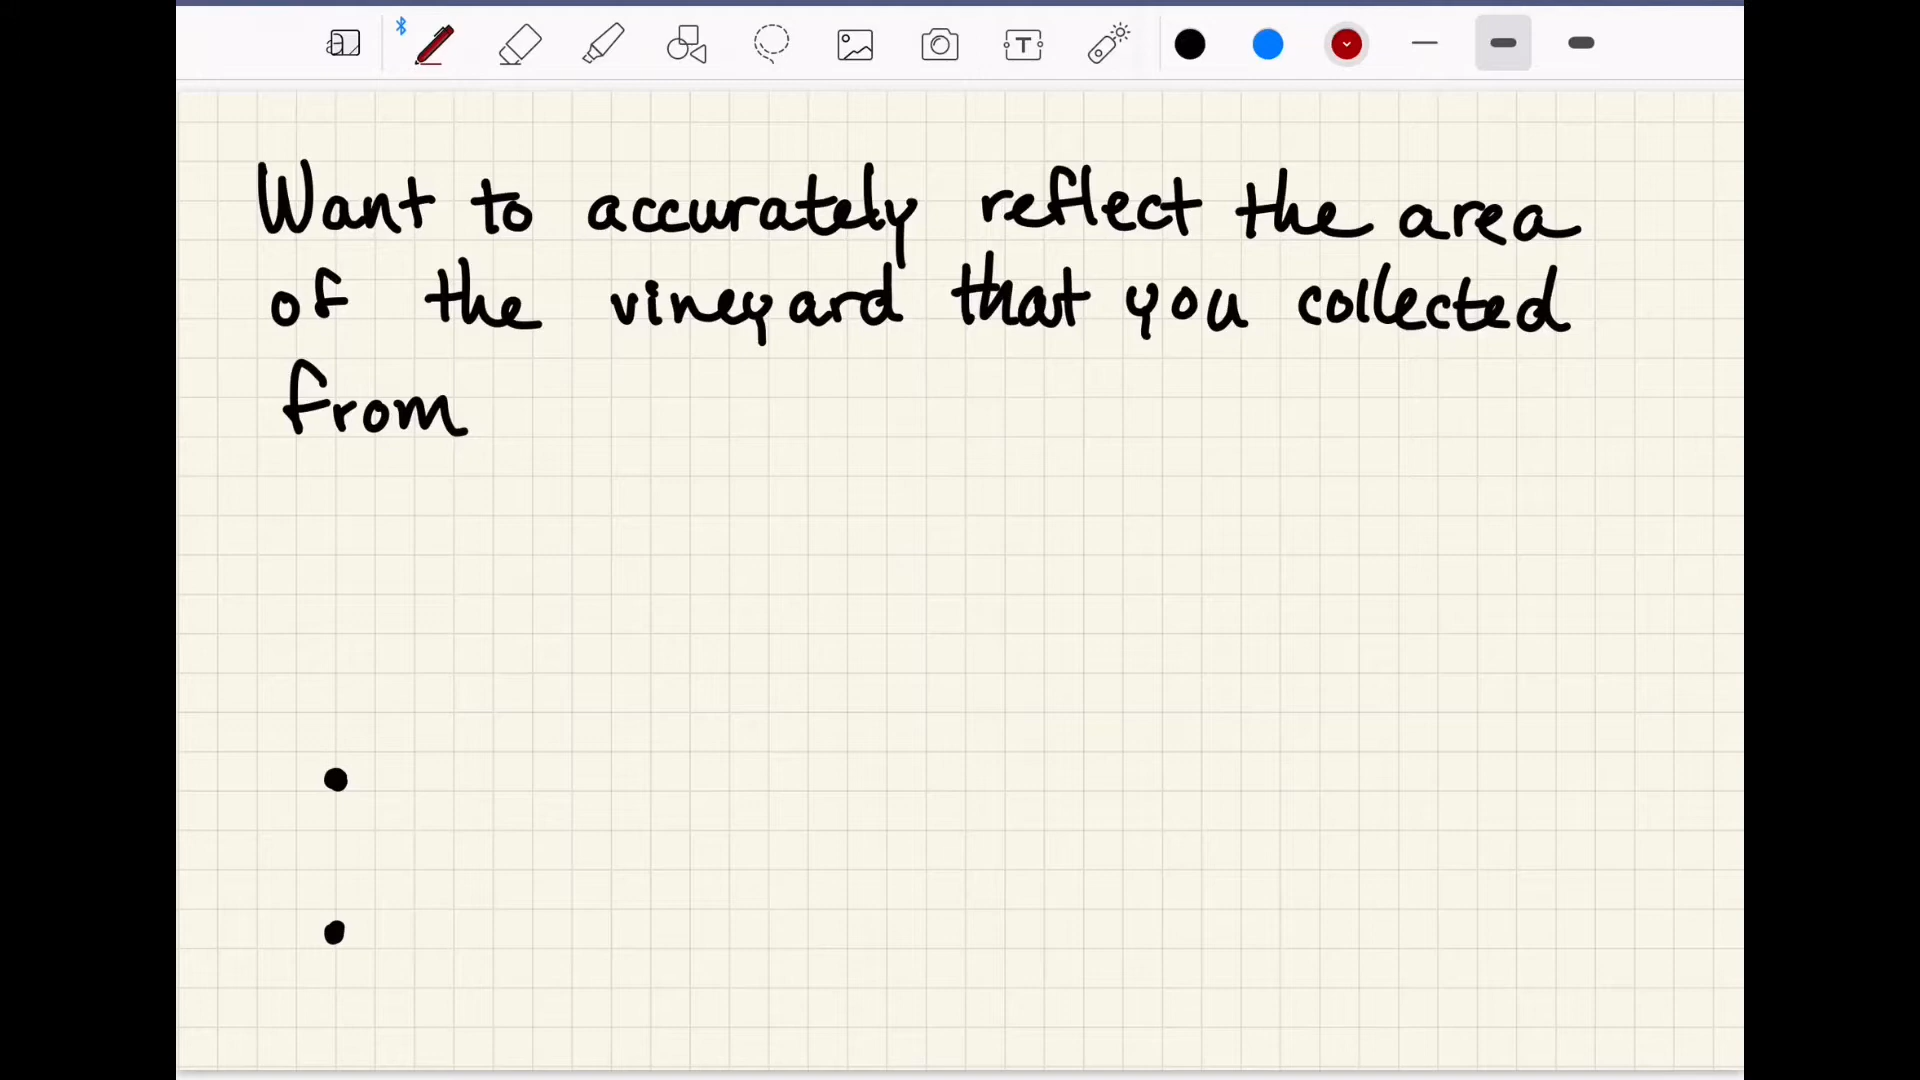 Want to accurately reflect the area
of the vineyard that you collected
from